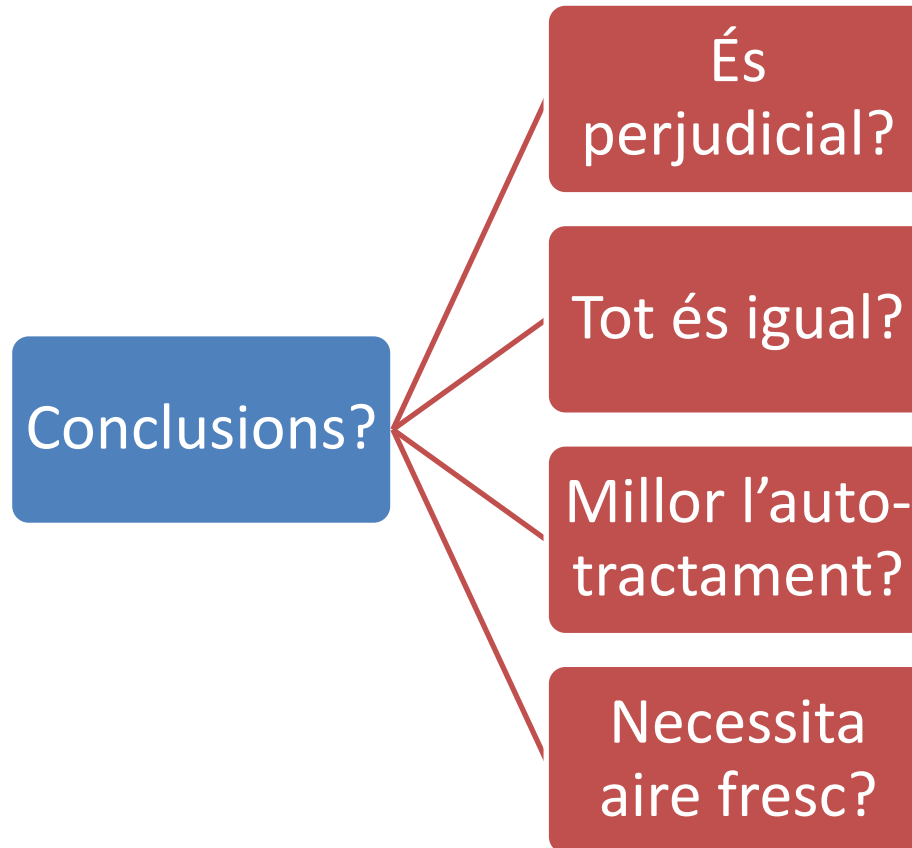 Conclusions?
És
perjudicial?
Tot és igual?
Millor l’auto-
tractament?
Necessita
aire fresc?